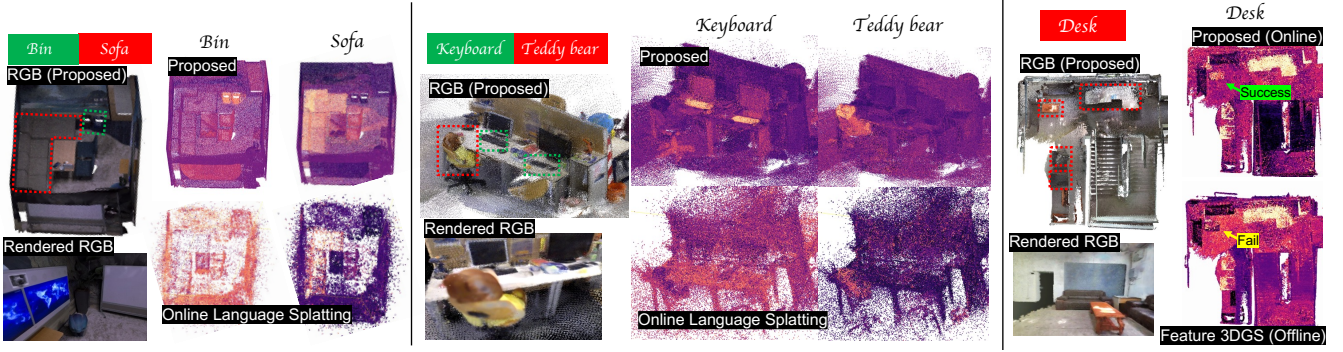 Bin Sofa
RGB (Proposed)
Rendered RGB
Bin
Sofa
Proposed
Online Language Splatting
Keyboard Teddy bear
RGB (Proposed)
Rendered RGB
Keyboard
Teddy bear
Proposed
Online Language Splatting
Desk
RGB (Proposed)
Rendered RGB
Desk
Proposed (Online)
Success
Fail
Feature 3DGS (Offline)